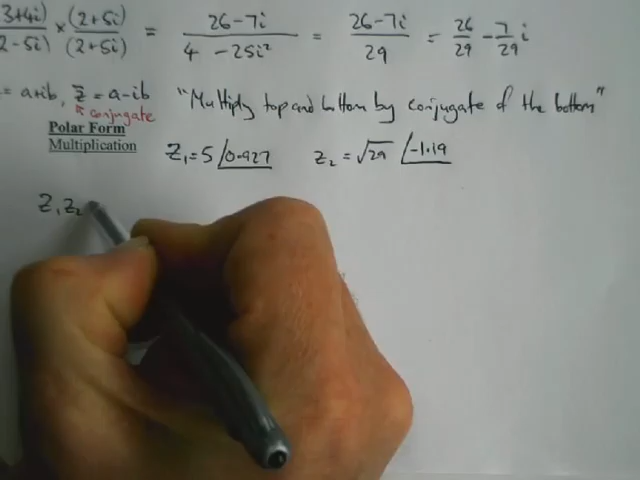 3+4i)/2-5i) × (2+5i)/(2+5i) = 26-7i/4 -25i² = 26-7i/29 = 26/29 - 7/29 i
= a+ib, z̄ = a-ib "Multiply top and bottom by conjugate of the bottom"
conjugate
Polar Form
Multiplication Z₁ = 5 ∠0.927 Z₂ = √29 ∠-1.19
Z₁Z₂